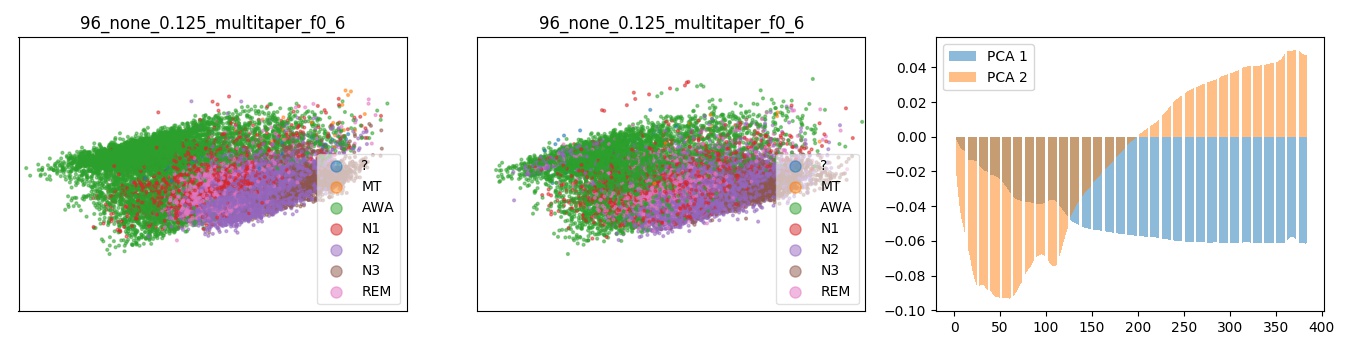 96_none_0.125_multitaper_f0_6
?
MT
AWA
N1
N2
N3
REM
96_none_0.125_multitaper_f0_6
?
MT
AWA
N1
N2
N3
REM
PCA 1
PCA 2
0.04
0.02
0.00
−0.02
−0.04
−0.06
−0.08
−0.10
0 50 100 150 200 250 300 350 400